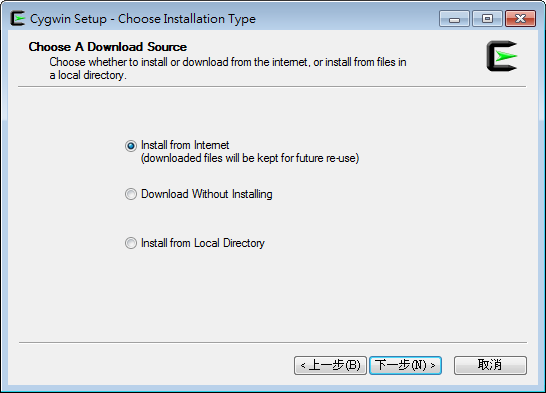 Cygwin Setup - Choose Installation Type
Choose A Download Source
Choose whether to install or download from the internet, or install from files in
a local directory.
Install from Internet
(downloaded files will be kept for future re-use)
Download Without Installing
Install from Local Directory
< 上一步(B)
下一步(N) >
取消